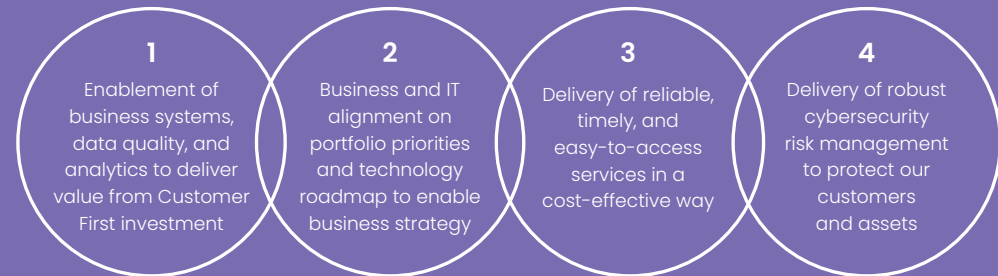 1
Enablement of
business systems,
data quality, and
analytics to deliver
value from Customer
First investment
2
Business and IT
alignment on
portfolio priorities
and technology
roadmap to enable
business strategy
3
Delivery of reliable,
timely, and
easy-to-access
services in a
cost-effective way
4
Delivery of robust
cybersecurity
risk management
to protect our
customers
and assets